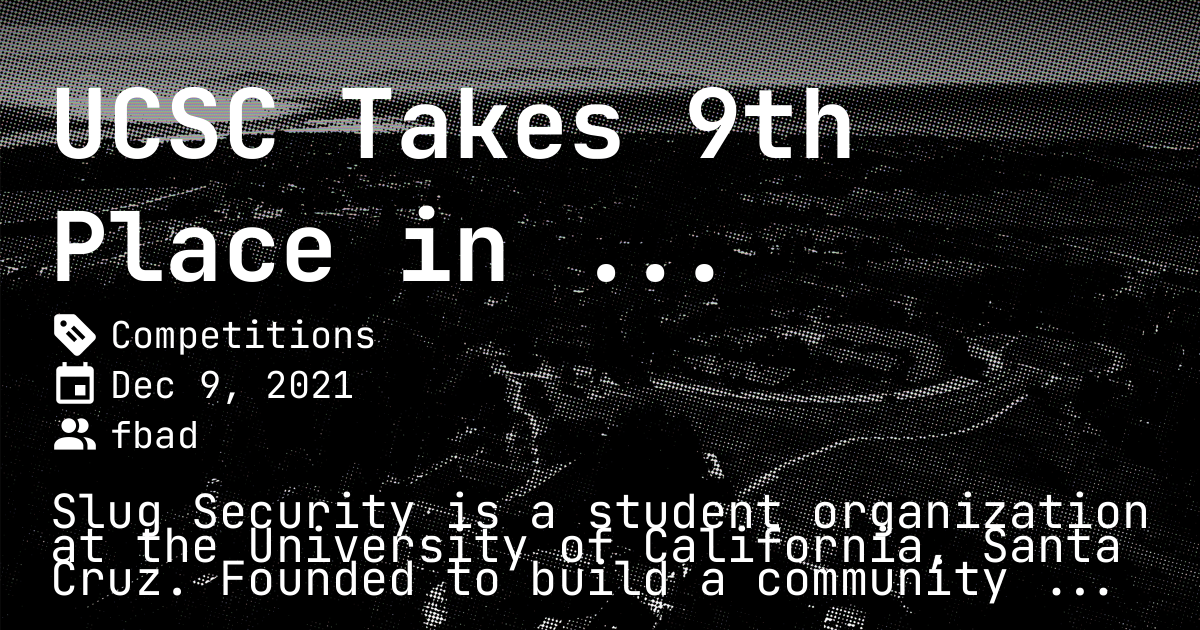 UCSC Takes 9th
Place in ...
Competitions
Dec 9, 2021
fbad
Slug Security is a student organization
at the University of California, Santa
Cruz. Founded to build a community ...